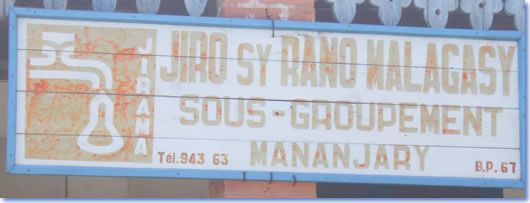 JIRAMA
JIRO SY RANO MALAGASY
SOUS-GROUPEMENT
MANANJARY
Tél.943 63
B.P. 67